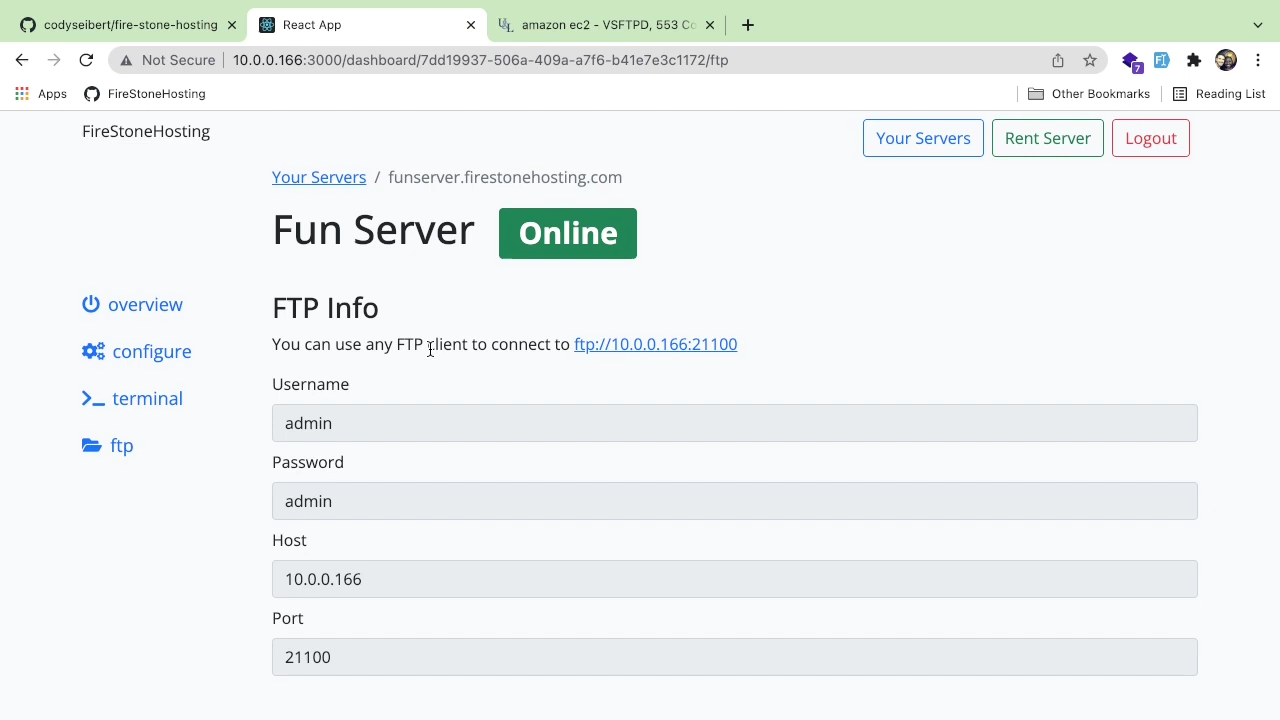 codyseibert/fire-stone-hosting
React App
amazon ec2 - VSFTPD, 553 Co
Not Secure
10.0.0.166:3000/dashboard/7dd19937-506a-409a-a7f6-b41e7e3c1172/ftp
7
Apps
FireStoneHosting
Other Bookmarks
Reading List
FireStoneHosting
Your Servers
Rent Server
Logout
Your Servers / funserver.firestonehosting.com
Fun Server
Online
overview
configure
terminal
ftp
FTP Info
You can use any FTP client to connect to ftp://10.0.0.166:21100
Username
admin
Password
admin
Host
10.0.0.166
Port
21100